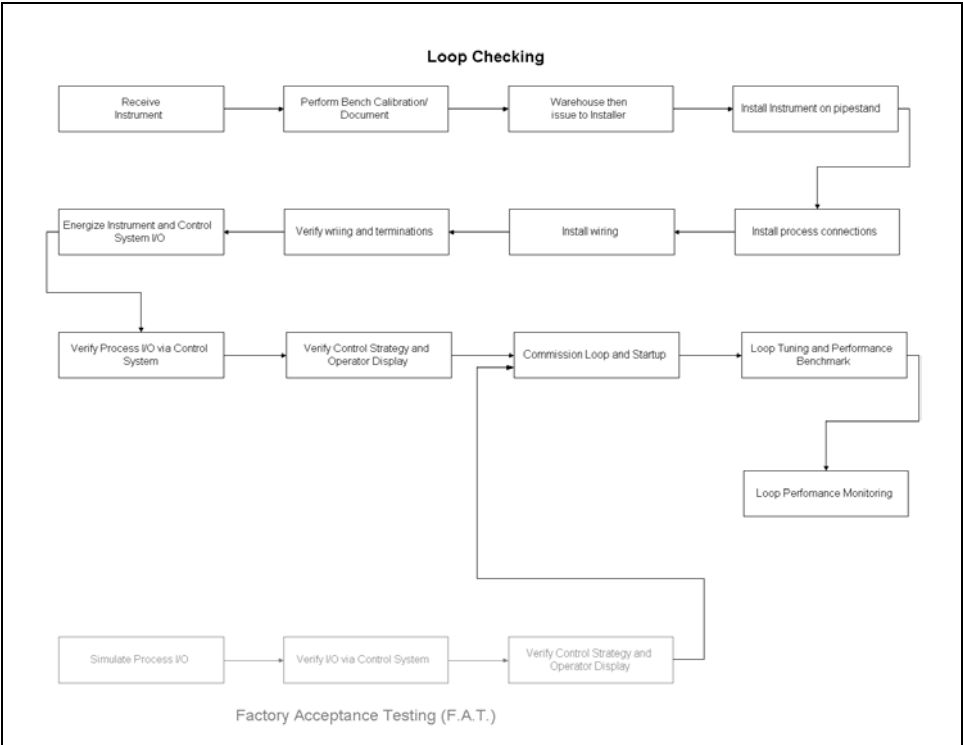 Loop Checking
Receive
Instrument
Perform Bench Calibration/
Document
Warehouse then
issue to Installer
Install Instrument on pipestand
Energize Instrument and Control
System I/O
Verify wriing and terminations
Install wiring
Install process connections
Verify Process I/O via Control
System
Verify Control Strategy and
Operator Display
Commission Loop and Startup
Loop Tuning and Performance
Benchmark
Loop Perfomance Monitoring
Simulate Process I/O
Verify I/O via Control System
Verify Control Strategy and
Operator Display
Factory Acceptance Testing (F.A.T.)